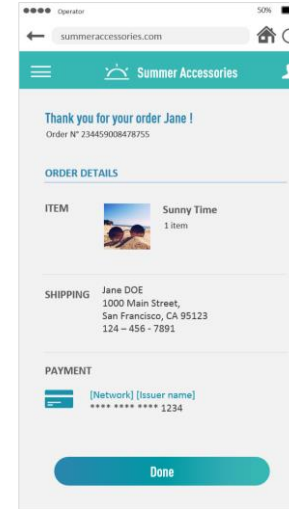 Operator 50%
summeraccessories.com
Summer Accessories
Thank you for your order Jane !
Order N° 234459008478755
ORDER DETAILS
ITEM
Sunny Time
1 item
SHIPPING
Jane DOE
1000 Main Street,
San Francisco, CA 95123
124 – 456 - 7891
PAYMENT
[Network] [Issuer name]
**** **** **** 1234
Done